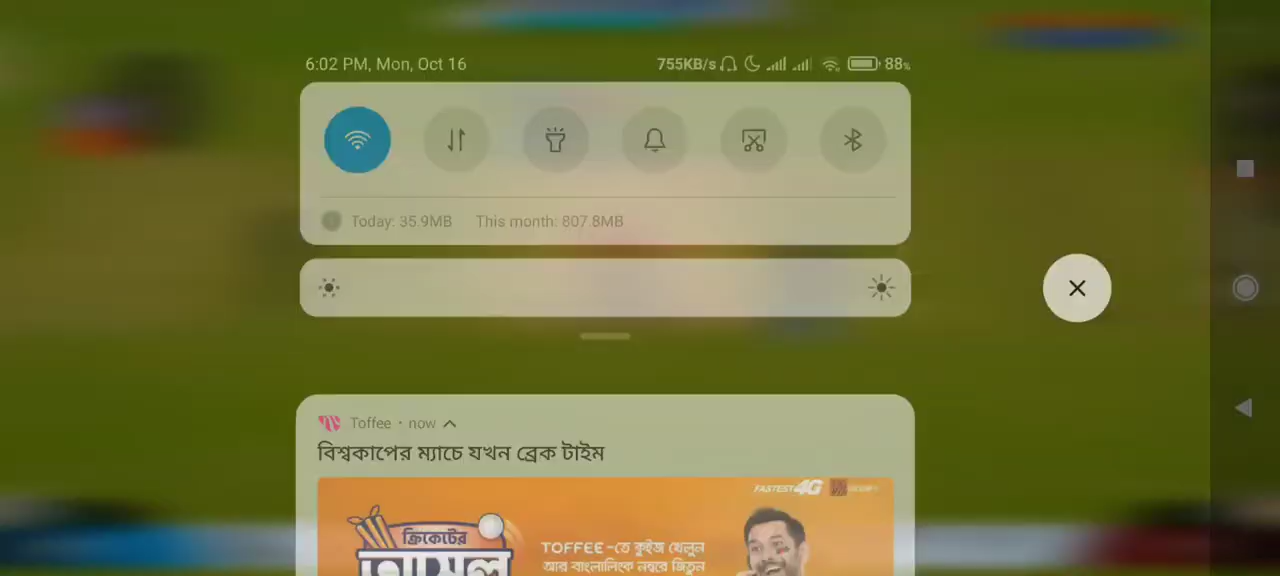 6:02 PM, Mon, Oct 16 755KB/s 88%
Today: 35.9MB This month: 807.8MB
Toffee · now
বিশ্বকাপের ম্যাচে যখন ব্রেক টাইম
FASTEST 4G
ক্রিকেটের
TOFFEE-তে কুইজ খেলুন
আর বাংলালিংক নম্বরে জিতুন